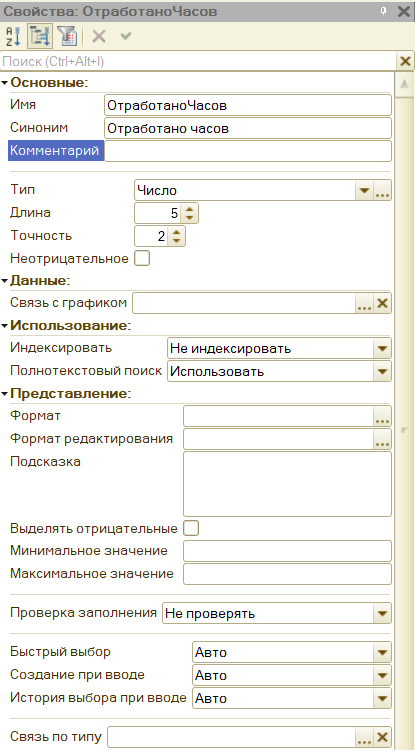 Свойства: ОтработаноЧасов
Поиск (Ctrl+Alt+I)
Основные:
Имя ОтработаноЧасов
Синоним Отработано часов
Комментарий
Тип Число ...
Длина 5
Точность 2
Неотрицательное
Данные:
Связь с графиком ...
Использование:
Индексировать Не индексировать
Полнотекстовый поиск Использовать
Представление:
Формат ...
Формат редактирования ...
Подсказка
Выделять отрицательные
Минимальное значение
Максимальное значение
Проверка заполнения Не проверять
Быстрый выбор Авто
Создание при вводе Авто
История выбора при вводе Авто
Связь по типу ...